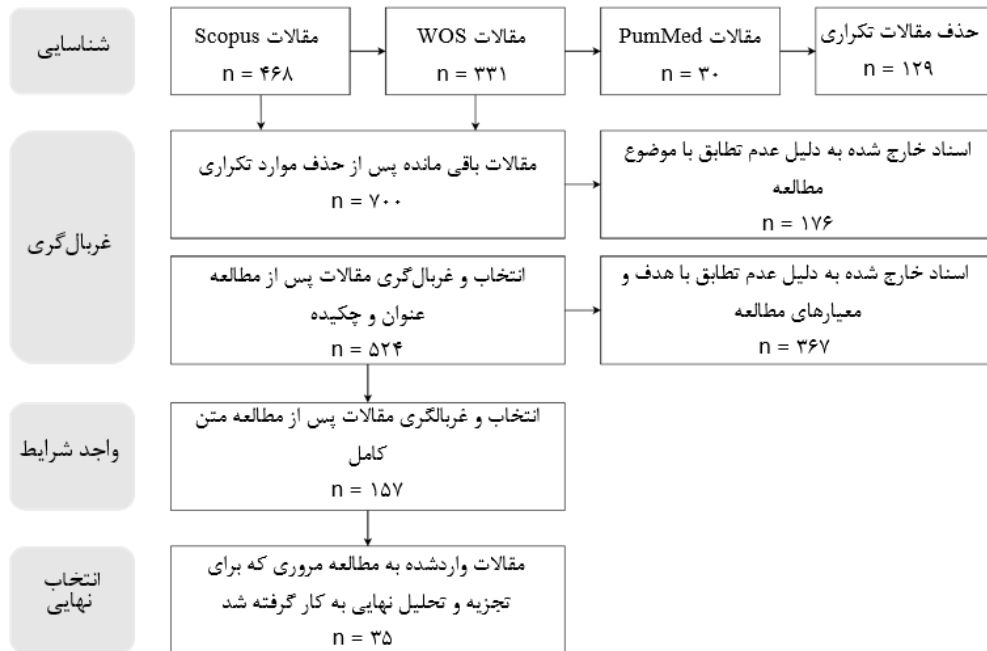 شناسایی
مقالات Scopus
n = ۴۶۸
مقالات WOS
n = ۳۳۱
مقالات PumMed
n = ۳۰
حذف مقالات تکراری
n = ۱۲۹
غربال‌گری
مقالات باقی مانده پس از حذف موارد تکراری
n = ۷۰۰
اسناد خارج شده به دلیل عدم تطابق با موضوع
مطالعه
n = ۱۷۶
انتخاب و غربال‌گری مقالات پس از مطالعه
عنوان و چکیده
n = ۵۲۴
اسناد خارج شده به دلیل عدم تطابق با هدف و
معیارهای مطالعه
n = ۳۶۷
واجد شرایط
انتخاب و غربالگری مقالات پس از مطالعه متن
کامل
n = ۱۵۷
انتخاب
نهایی
مقالات واردشده به مطالعه مروری که برای
تجزیه و تحلیل نهایی به کار گرفته شد
n = ۳۵